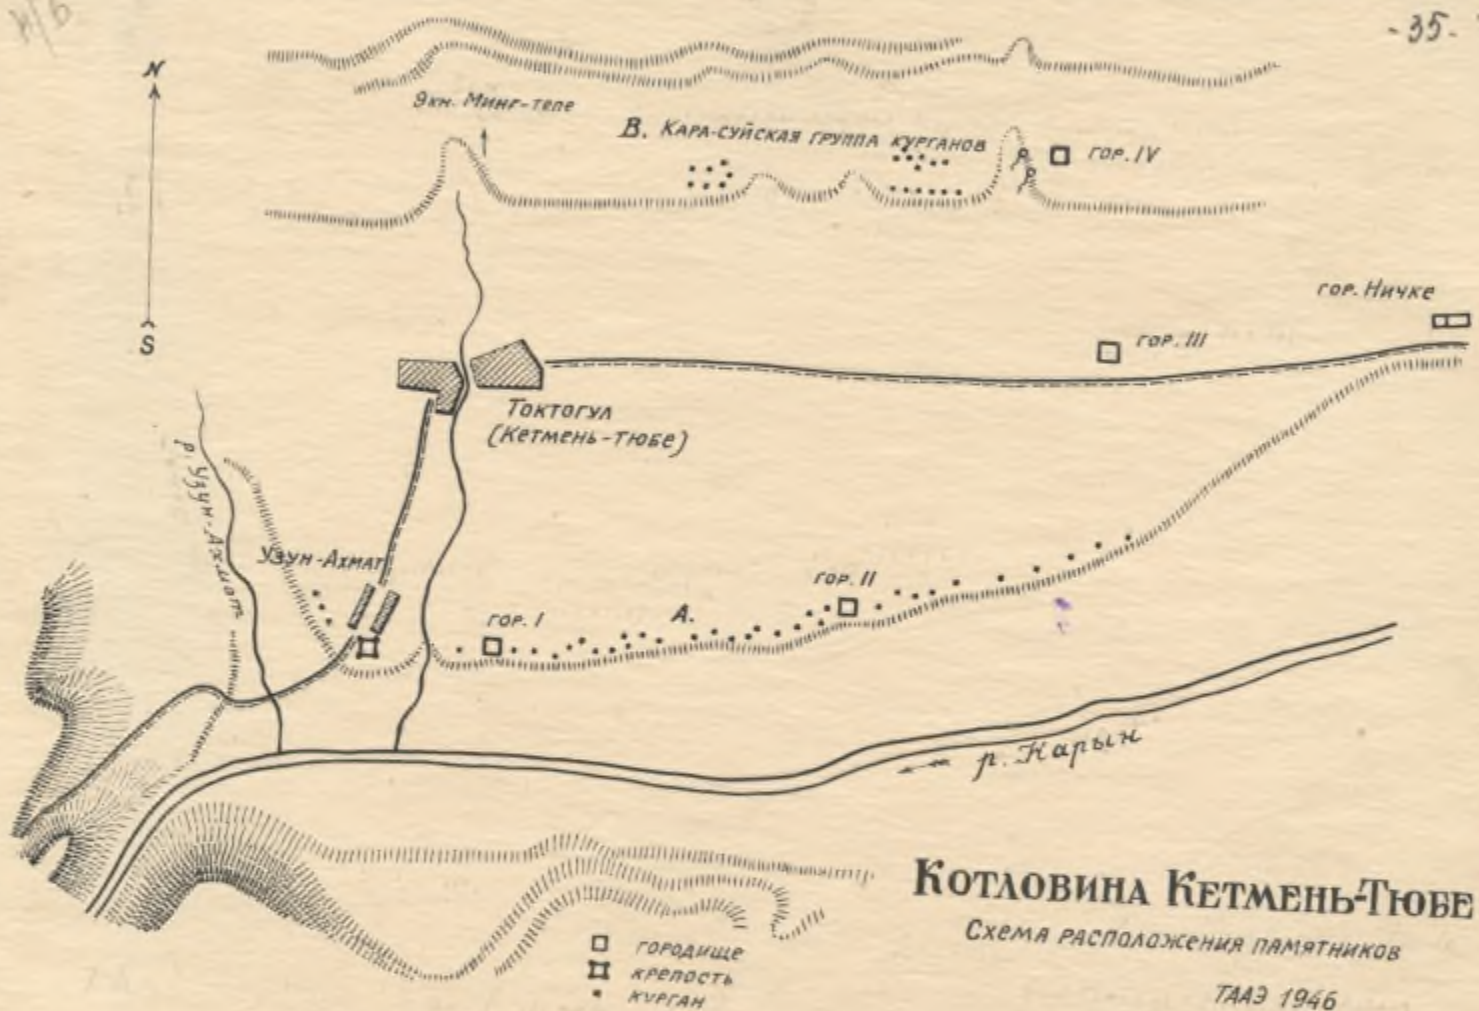 И/Б
- 35.
N
S
Экн. Минг-тепе
В. Кара-суйская группа курганов
гор. IV
гор. Ничке
гор. III
Токтогул
(Кетмень-тюбе)
р. Узун-Ахмат
Узун-Ахмат
гор. I
А.
гор. II
р. Нарын
Котловина Кетмень-Тюбе
Схема расположения памятников
ТААЭ 1946
городище
крепость
курган